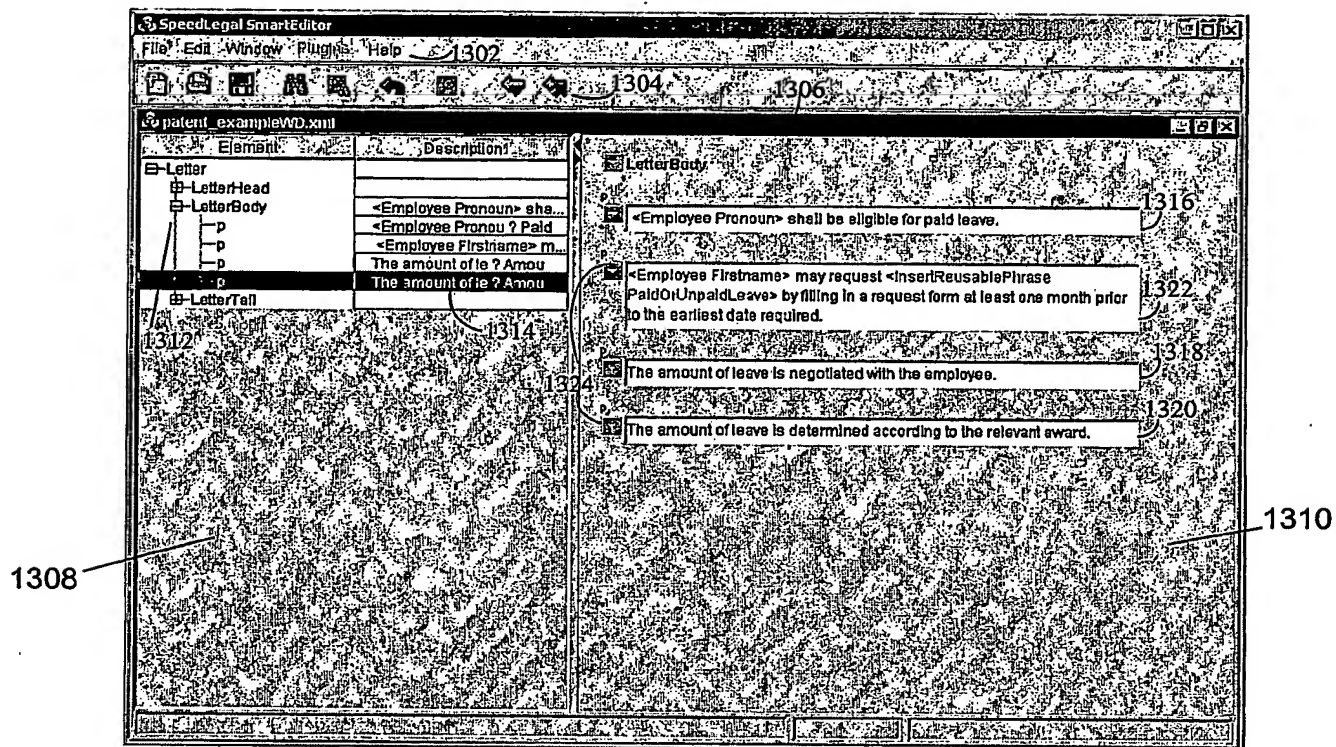 SpeedLegal SmartEditor
File Edit Window Plugins Help 1302
1304
1306
patent_exampleWD.xml
Element Description
Letter
LetterHead
LetterBody <Employee Pronoun> sha...
p <Employee Pronou ? Paid
p <Employee Firstname> m...
p The amount of le ? Amou
p The amount of le ? Amou
LetterTail
1312
1314
LetterBody
p
<Employee Pronoun> shall be eligible for paid leave.
1316
p
<Employee Firstname> may request <InsertReusablePhrase
PaidOrUnpaidLeave> by filling in a request form at least one month prior
to the earliest date required.
1322
p
The amount of leave is negotiated with the employee.
1318
1324
p
The amount of leave is determined according to the relevant award.
1320
1308
1310